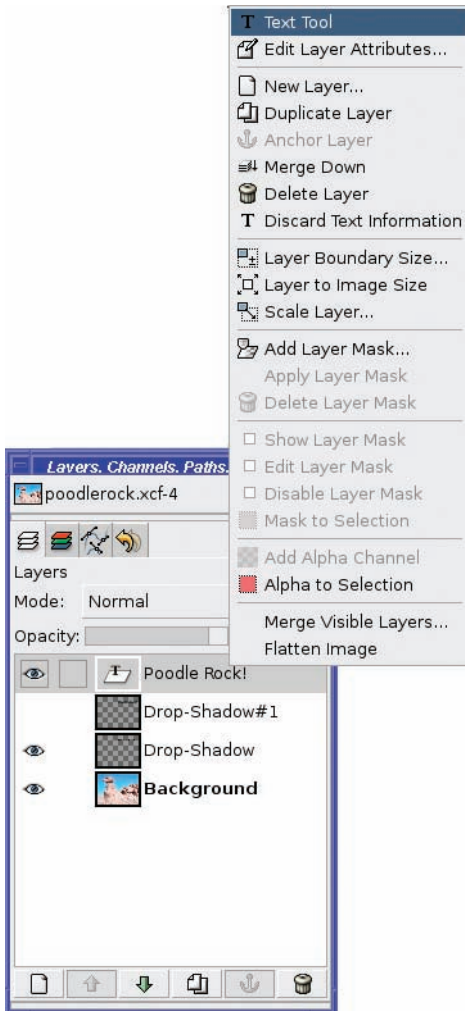 Text Tool
Edit Layer Attributes...
New Layer...
Duplicate Layer
Anchor Layer
Merge Down
Delete Layer
Discard Text Information
Layer Boundary Size...
Layer to Image Size
Scale Layer...
Add Layer Mask...
Apply Layer Mask
Delete Layer Mask
Show Layer Mask
Edit Layer Mask
Disable Layer Mask
Mask to Selection
Add Alpha Channel
Alpha to Selection
Merge Visible Layers...
Flatten Image
Layers. Channels. Paths.
poodlerock.xcf-4
Layers
Mode: Normal
Opacity:
Poodle Rock!
Drop-Shadow#1
Drop-Shadow
Background